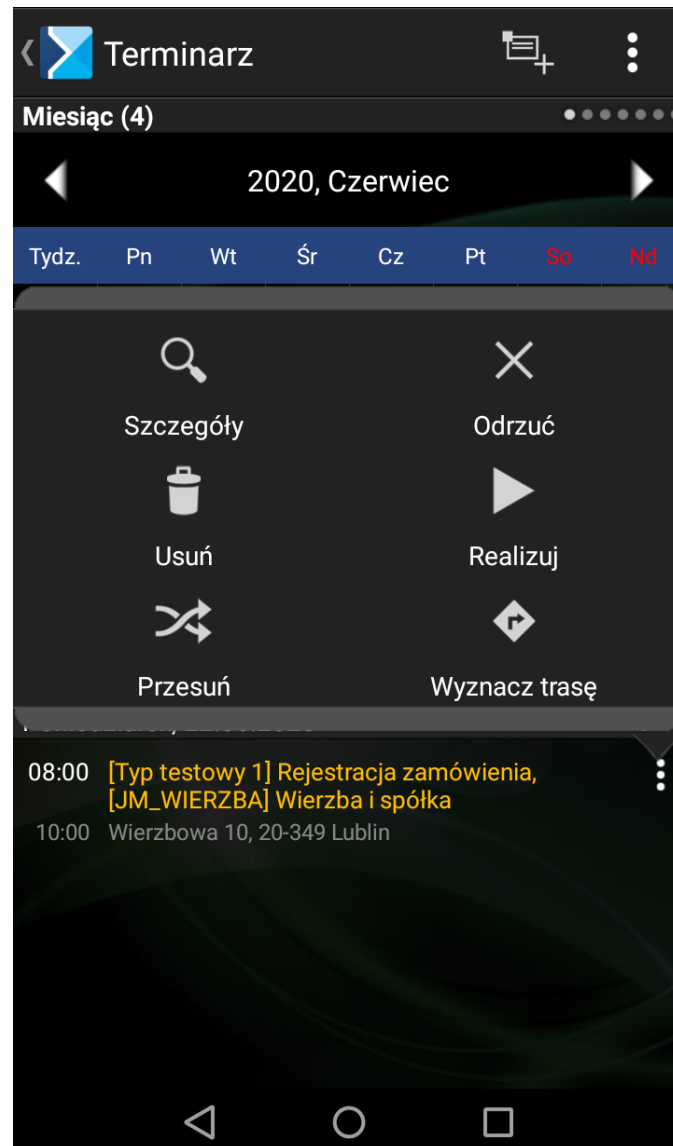 Terminarz
Miesiąc (4)
2020, Czerwiec
Tydz. Pn Wt Śr Cz Pt So Nd
Szczegóły Odrzuć
Usuń Realizuj
Przesuń Wyznacz trasę
08:00 [Typ testowy 1] Rejestracja zamówienia,
[JM_WIERZBA] Wierzba i spółka
10:00 Wierzbowa 10, 20-349 Lublin